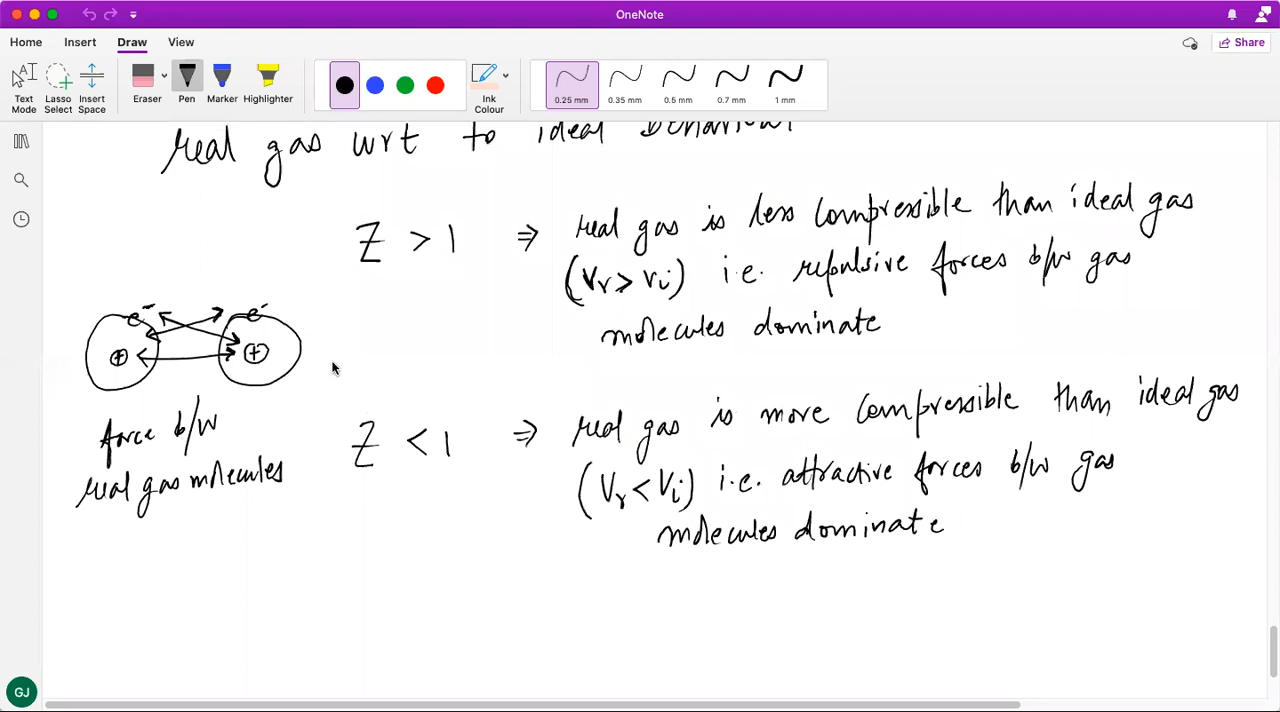 OneNote
Home Insert Draw View
Share
Text Mode
Lasso Select
Insert Space
Eraser
Pen
Marker
Highlighter
Ink Colour
0.25 mm
0.35 mm
0.5 mm
0.7 mm
1 mm
real gas wrt to ideal behaviour
Z > 1 ⇒ real gas is less compressible than ideal gas
(Vr > Vi) i.e. repulsive forces b/w gas
molecules dominate
e- e-
+ +
force b/w
real gas molecules
Z < 1 ⇒ real gas is more compressible than ideal gas
(Vr < Vi) i.e. attractive forces b/w gas
molecules dominate
GJ